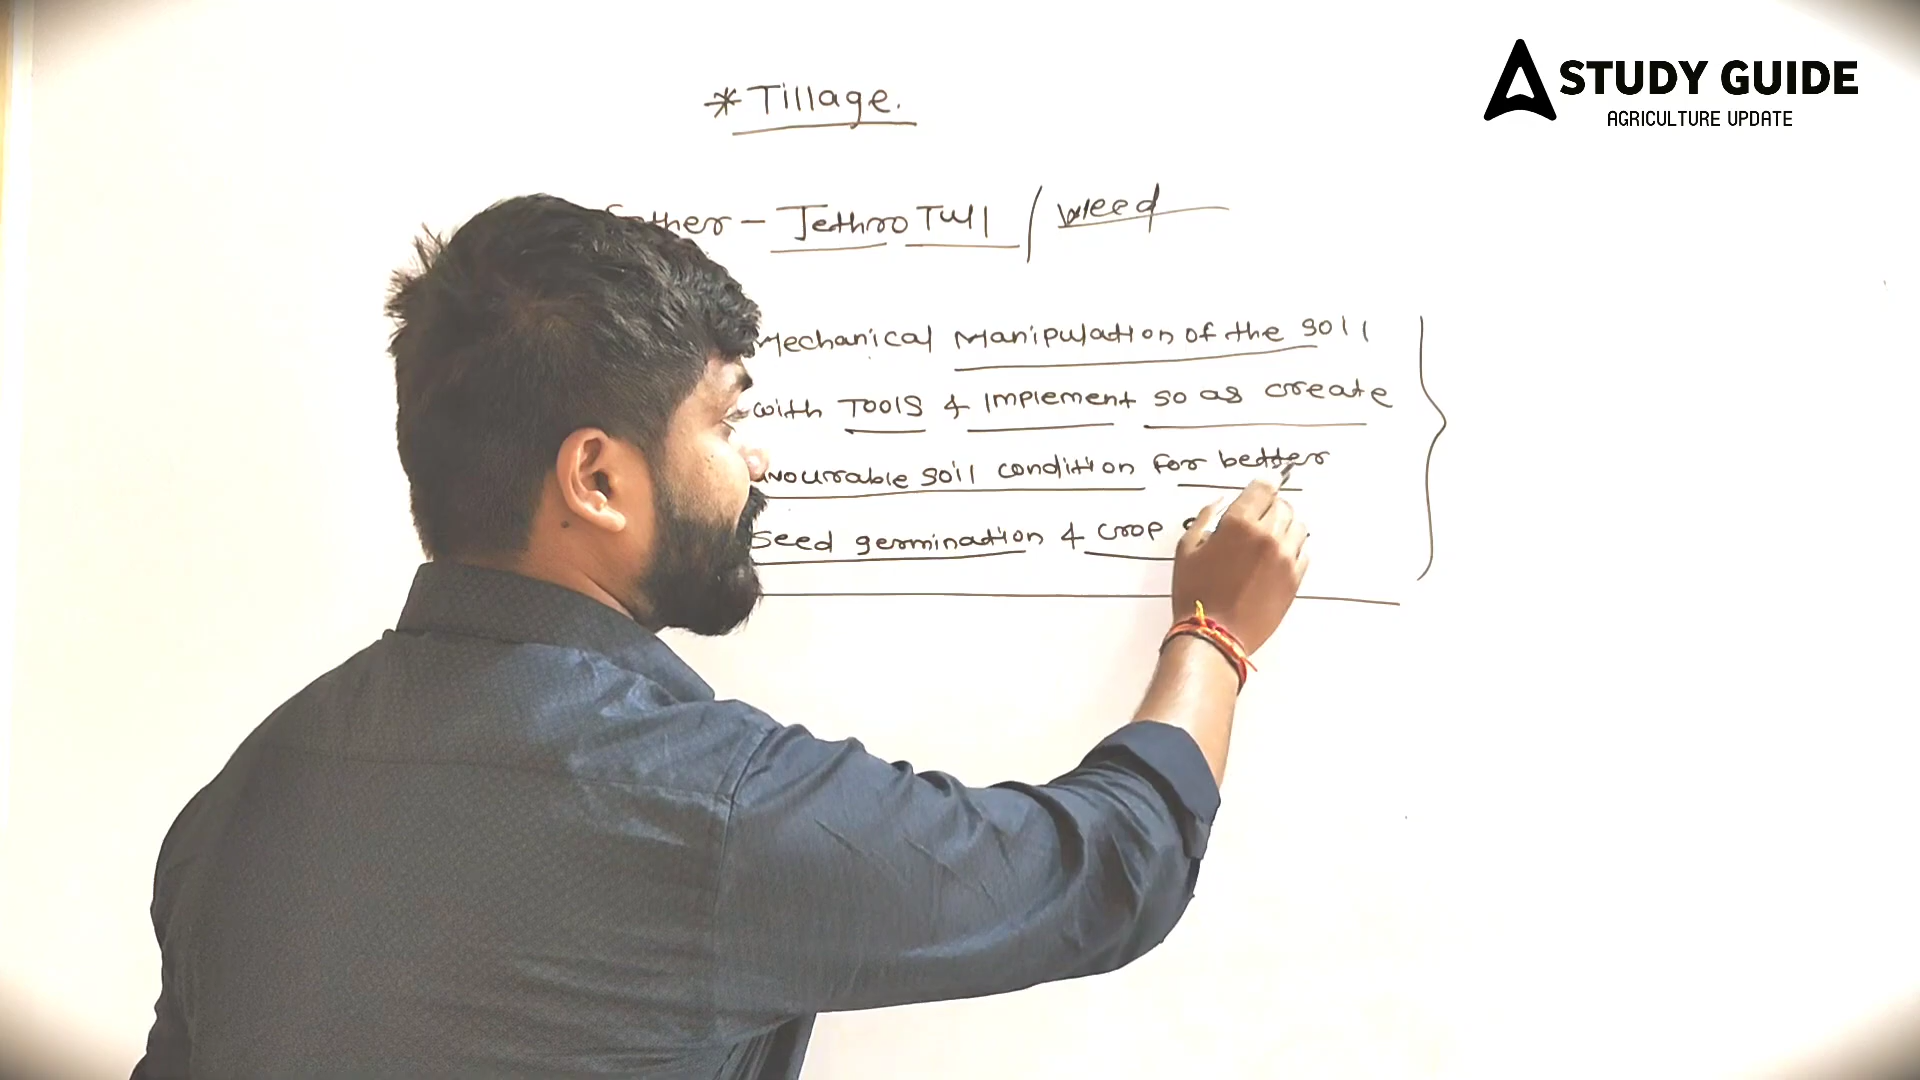 STUDY GUIDE
AGRICULTURE UPDATE
* Tillage.
Father - Jethro Tull / Weed
Mechanical Manipulation of the soil
with Tools & Implement so as create
soil condition for better
seed germination & crop